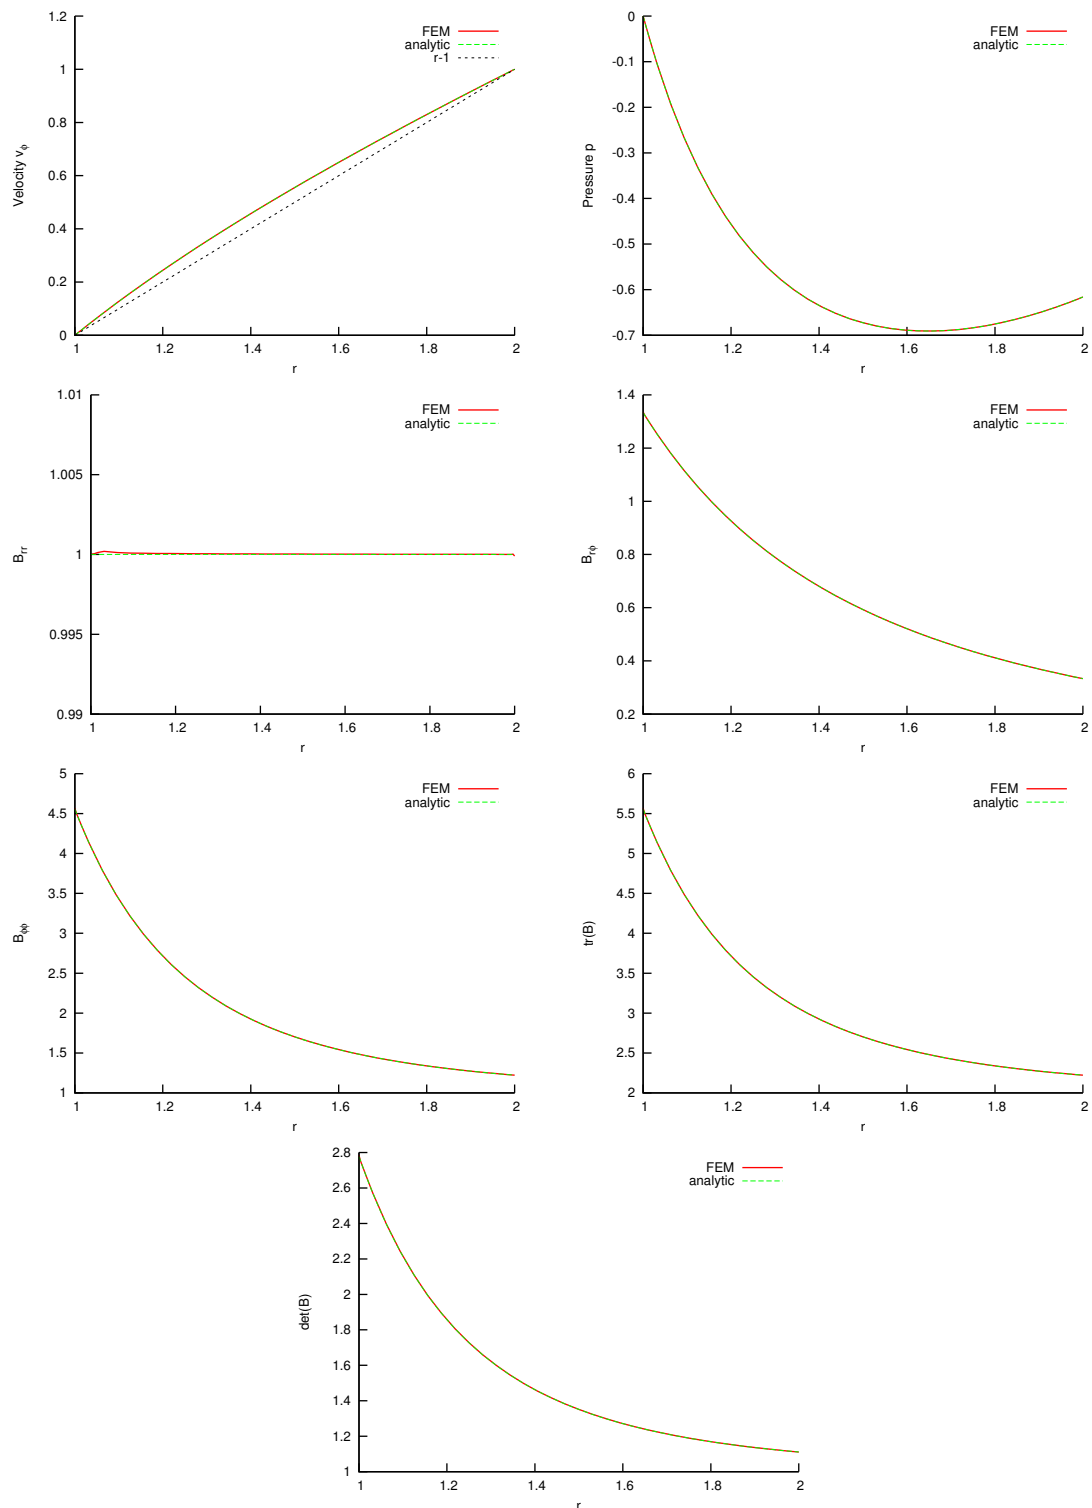 1.2
1
0.8
0.6
0.4
0.2
0
1 1.2 1.4 1.6 1.8 2
Velocity vϕ
r
FEM
analytic
r-1
0
-0.1
-0.2
-0.3
-0.4
-0.5
-0.6
-0.7
1 1.2 1.4 1.6 1.8 2
Pressure p
r
FEM
analytic
1.01
1.005
1
0.995
0.99
1 1.2 1.4 1.6 1.8 2
Brr
r
FEM
analytic
1.4
1.2
1
0.8
0.6
0.4
0.2
1 1.2 1.4 1.6 1.8 2
Brϕ
r
FEM
analytic
5
4.5
4
3.5
3
2.5
2
1.5
1
1 1.2 1.4 1.6 1.8 2
Bϕϕ
r
FEM
analytic
6
5.5
5
4.5
4
3.5
3
2.5
2
1 1.2 1.4 1.6 1.8 2
tr(B)
r
FEM
analytic
2.8
2.6
2.4
2.2
2
1.8
1.6
1.4
1.2
1
1 1.2 1.4 1.6 1.8 2
det(B)
r
FEM
analytic